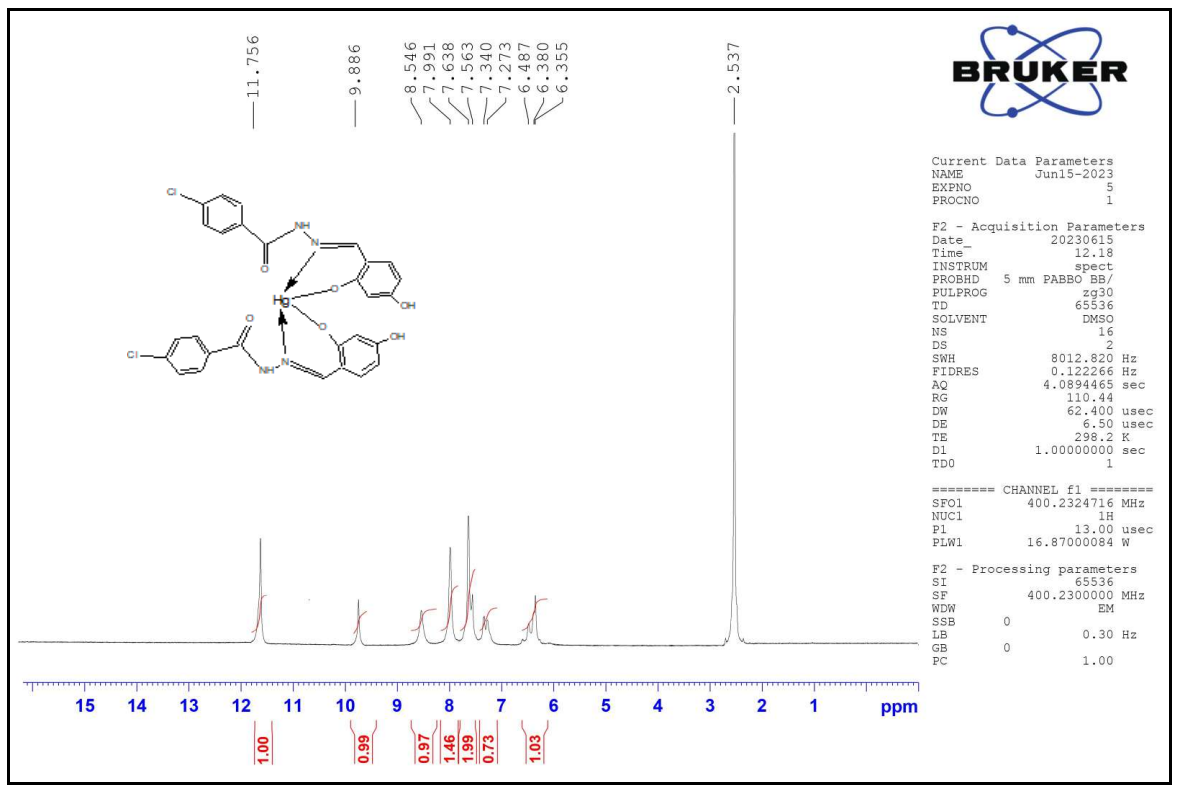 11.756
9.886
8.546
7.991
7.638
7.563
7.340
7.273
6.487
6.380
6.355
2.537
BRUKER
Cl
NH
N
O
O
Hg
OH
O
O
OH
Cl
NH
N
Current Data Parameters
NAME Jun15-2023
EXPNO 5
PROCNO 1
F2 - Acquisition Parameters
Date_ 20230615
Time 12.18
INSTRUM spect
PROBHD 5 mm PABBO BB/
PULPROG zg30
TD 65536
SOLVENT DMSO
NS 16
DS 2
SWH 8012.820 Hz
FIDRES 0.122266 Hz
AQ 4.0894465 sec
RG 110.44
DW 62.400 usec
DE 6.50 usec
TE 298.2 K
D1 1.00000000 sec
TD0 1
======== CHANNEL f1 ========
SFO1 400.2324716 MHz
NUC1 1H
P1 13.00 usec
PLW1 16.87000084 W
F2 - Processing parameters
SI 65536
SF 400.2300000 MHz
WDW EM
SSB 0
LB 0.30 Hz
GB 0
PC 1.00
15 14 13 12 11 10 9 8 7 6 5 4 3 2 1 ppm
1.00
0.99
0.97
1.46
1.99
0.73
1.03